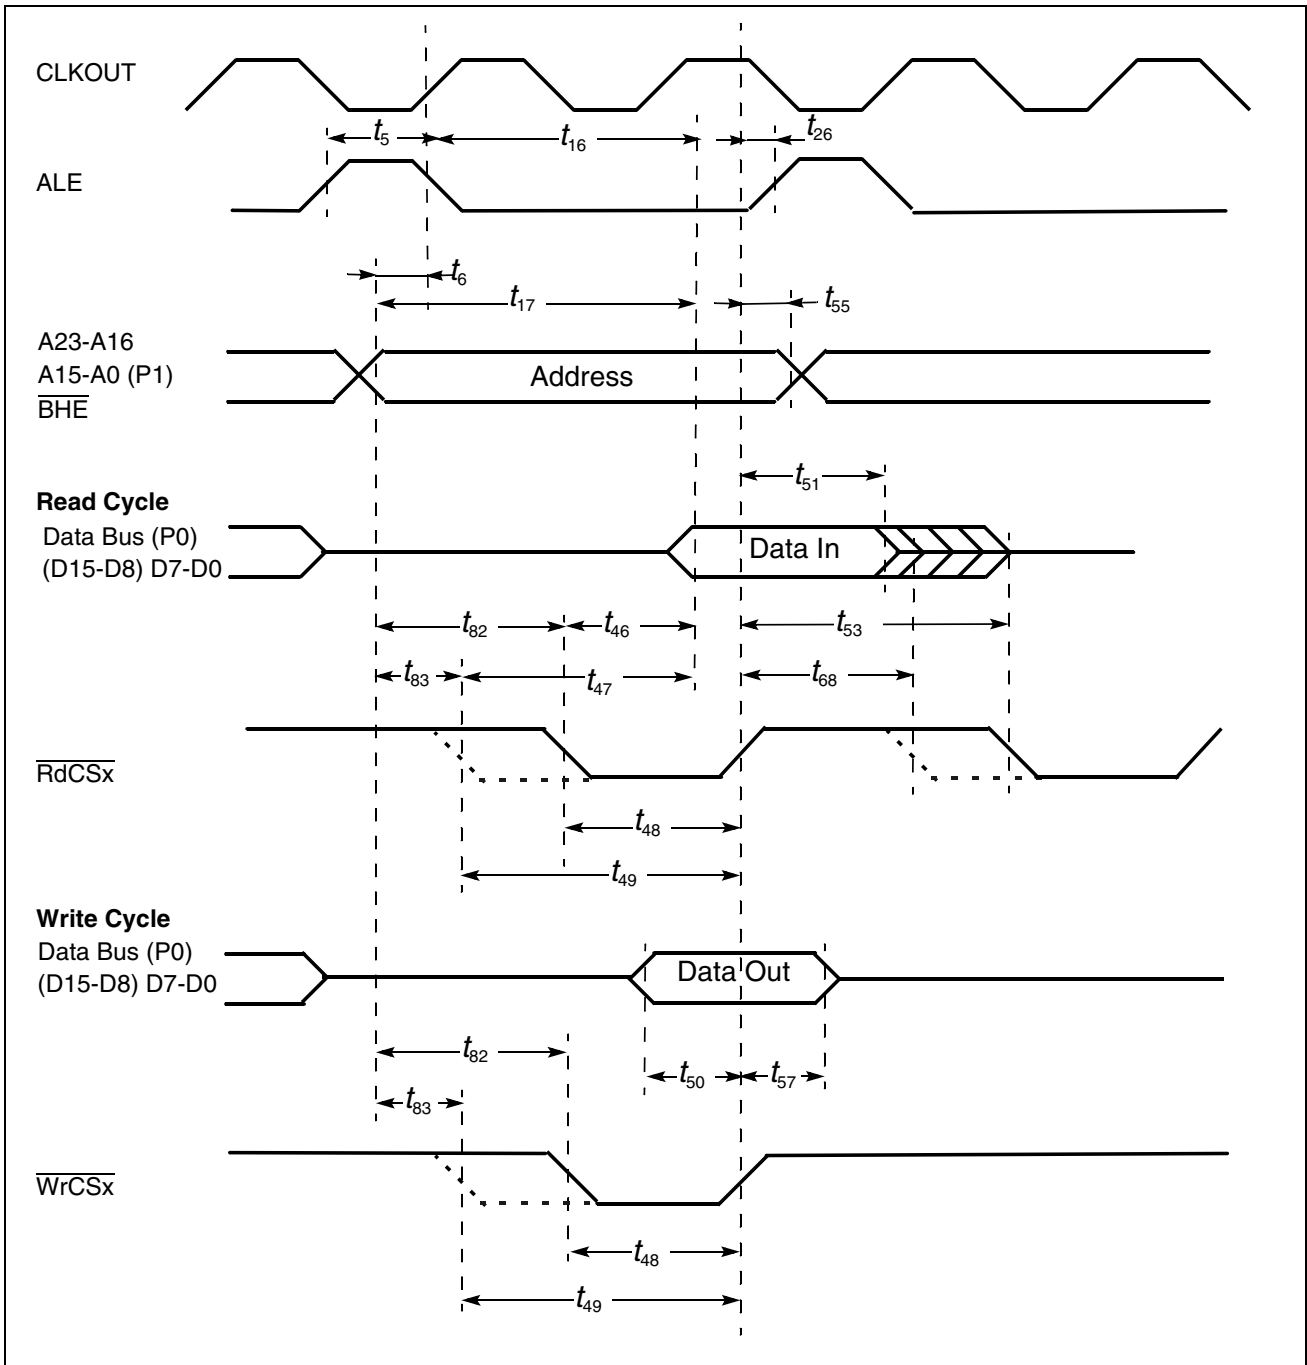 CLKOUT
t5
t16
t26
ALE
t6
t17
t55
A23-A16
A15-A0 (P1)
BHE
Address
t51
Read Cycle
Data Bus (P0)
(D15-D8) D7-D0
Data In
t82
t46
t53
t83
t47
t68
RdCSx
t48
t49
Write Cycle
Data Bus (P0)
(D15-D8) D7-D0
Data Out
t82
t50
t57
t83
WrCSx
t48
t49